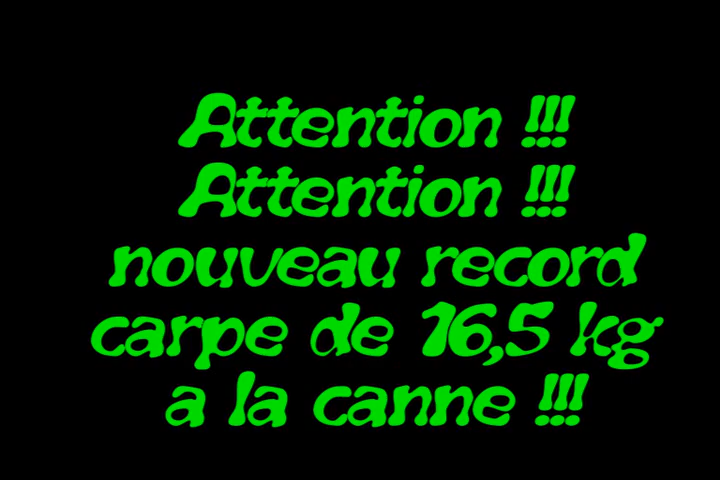 Attention !!!
Attention !!!
nouveau record
carpe de 16,5 kg
a la canne !!!